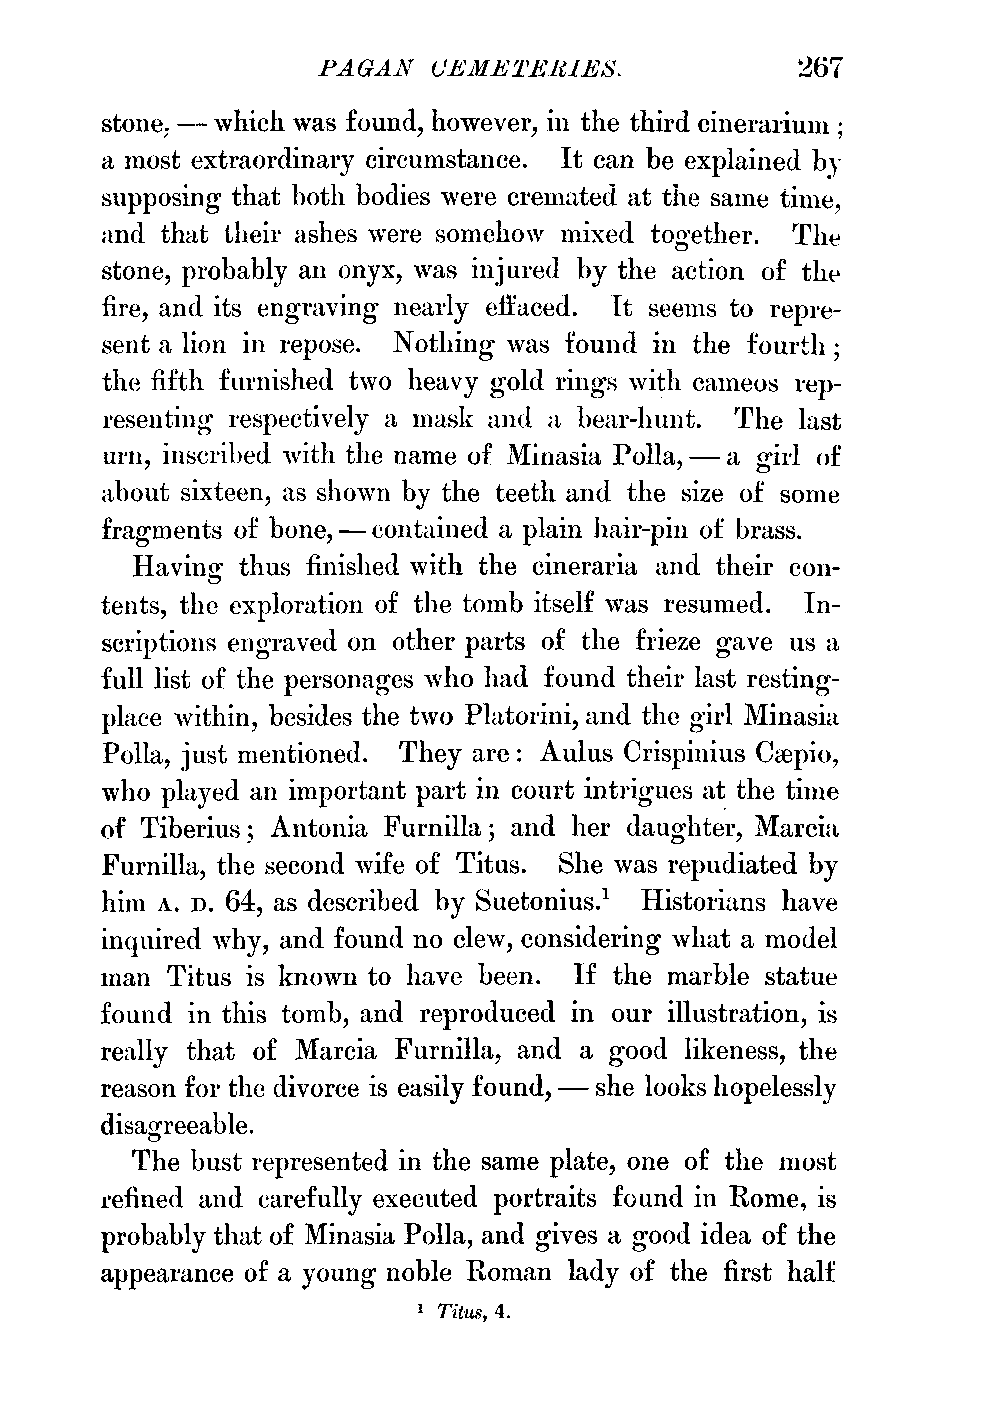 PAGAN CEMETERIES. 267
stone, — which was found, however, in the third cinerarium ;
a most extraordinary circumstance. It can be explained by
supposing that both bodies were cremated at the same time,
and that their ashes were somehow mixed together. The
stone, probably an onyx, was injured by the action of the
fire, and its engraving nearly effaced. It seems to repre-
sent a lion in repose. Nothing was found in the fourth ;
the fifth furnished two heavy gold rings with cameos rep-
resenting respectively a mask and a bear-hunt. The last
urn, inscribed with the name of Minasia Polla, — a girl of
about sixteen, as shown by the teeth and the size of some
fragments of bone, — contained a plain hair-pin of brass.
Having thus finished with the cineraria and their con-
tents, the exploration of the tomb itself was resumed. In-
scriptions engraved on other parts of the frieze gave us a
full list of the personages who had found their last resting-
place within, besides the two Platorini, and the girl Minasia
Polla, just mentioned. They are : Aulus Crispinius Cæpio,
who played an important part in court intrigues at the time
of Tiberius ; Antonia Furnilla ; and her daughter, Marcia
Furnilla, the second wife of Titus. She was repudiated by
him A. D. 64, as described by Suetonius.¹ Historians have
inquired why, and found no clew, considering what a model
man Titus is known to have been. If the marble statue
found in this tomb, and reproduced in our illustration, is
really that of Marcia Furnilla, and a good likeness, the
reason for the divorce is easily found, — she looks hopelessly
disagreeable.
The bust represented in the same plate, one of the most
refined and carefully executed portraits found in Rome, is
probably that of Minasia Polla, and gives a good idea of the
appearance of a young noble Roman lady of the first half
¹ Titus, 4.